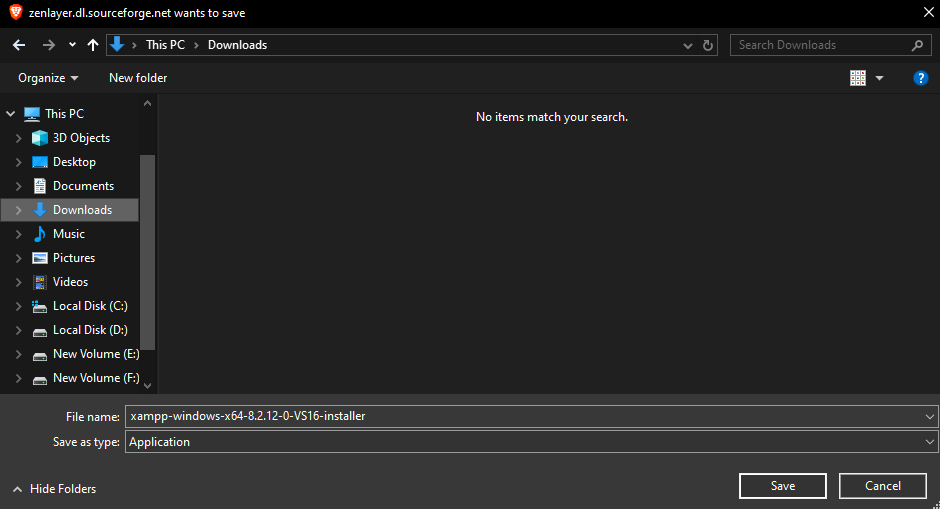 zenlayer.dl.sourceforge.net wants to save
This PC
Downloads
Search Downloads
Organize
New folder
?
This PC
No items match your search.
3D Objects
Desktop
Documents
Downloads
Music
Pictures
Videos
Local Disk (C:)
Local Disk (D:)
New Volume (E:)
New Volume (F:)
File name: xampp-windows-x64-8.2.12-0-VS16-installer
Save as type: Application
Hide Folders
Save
Cancel